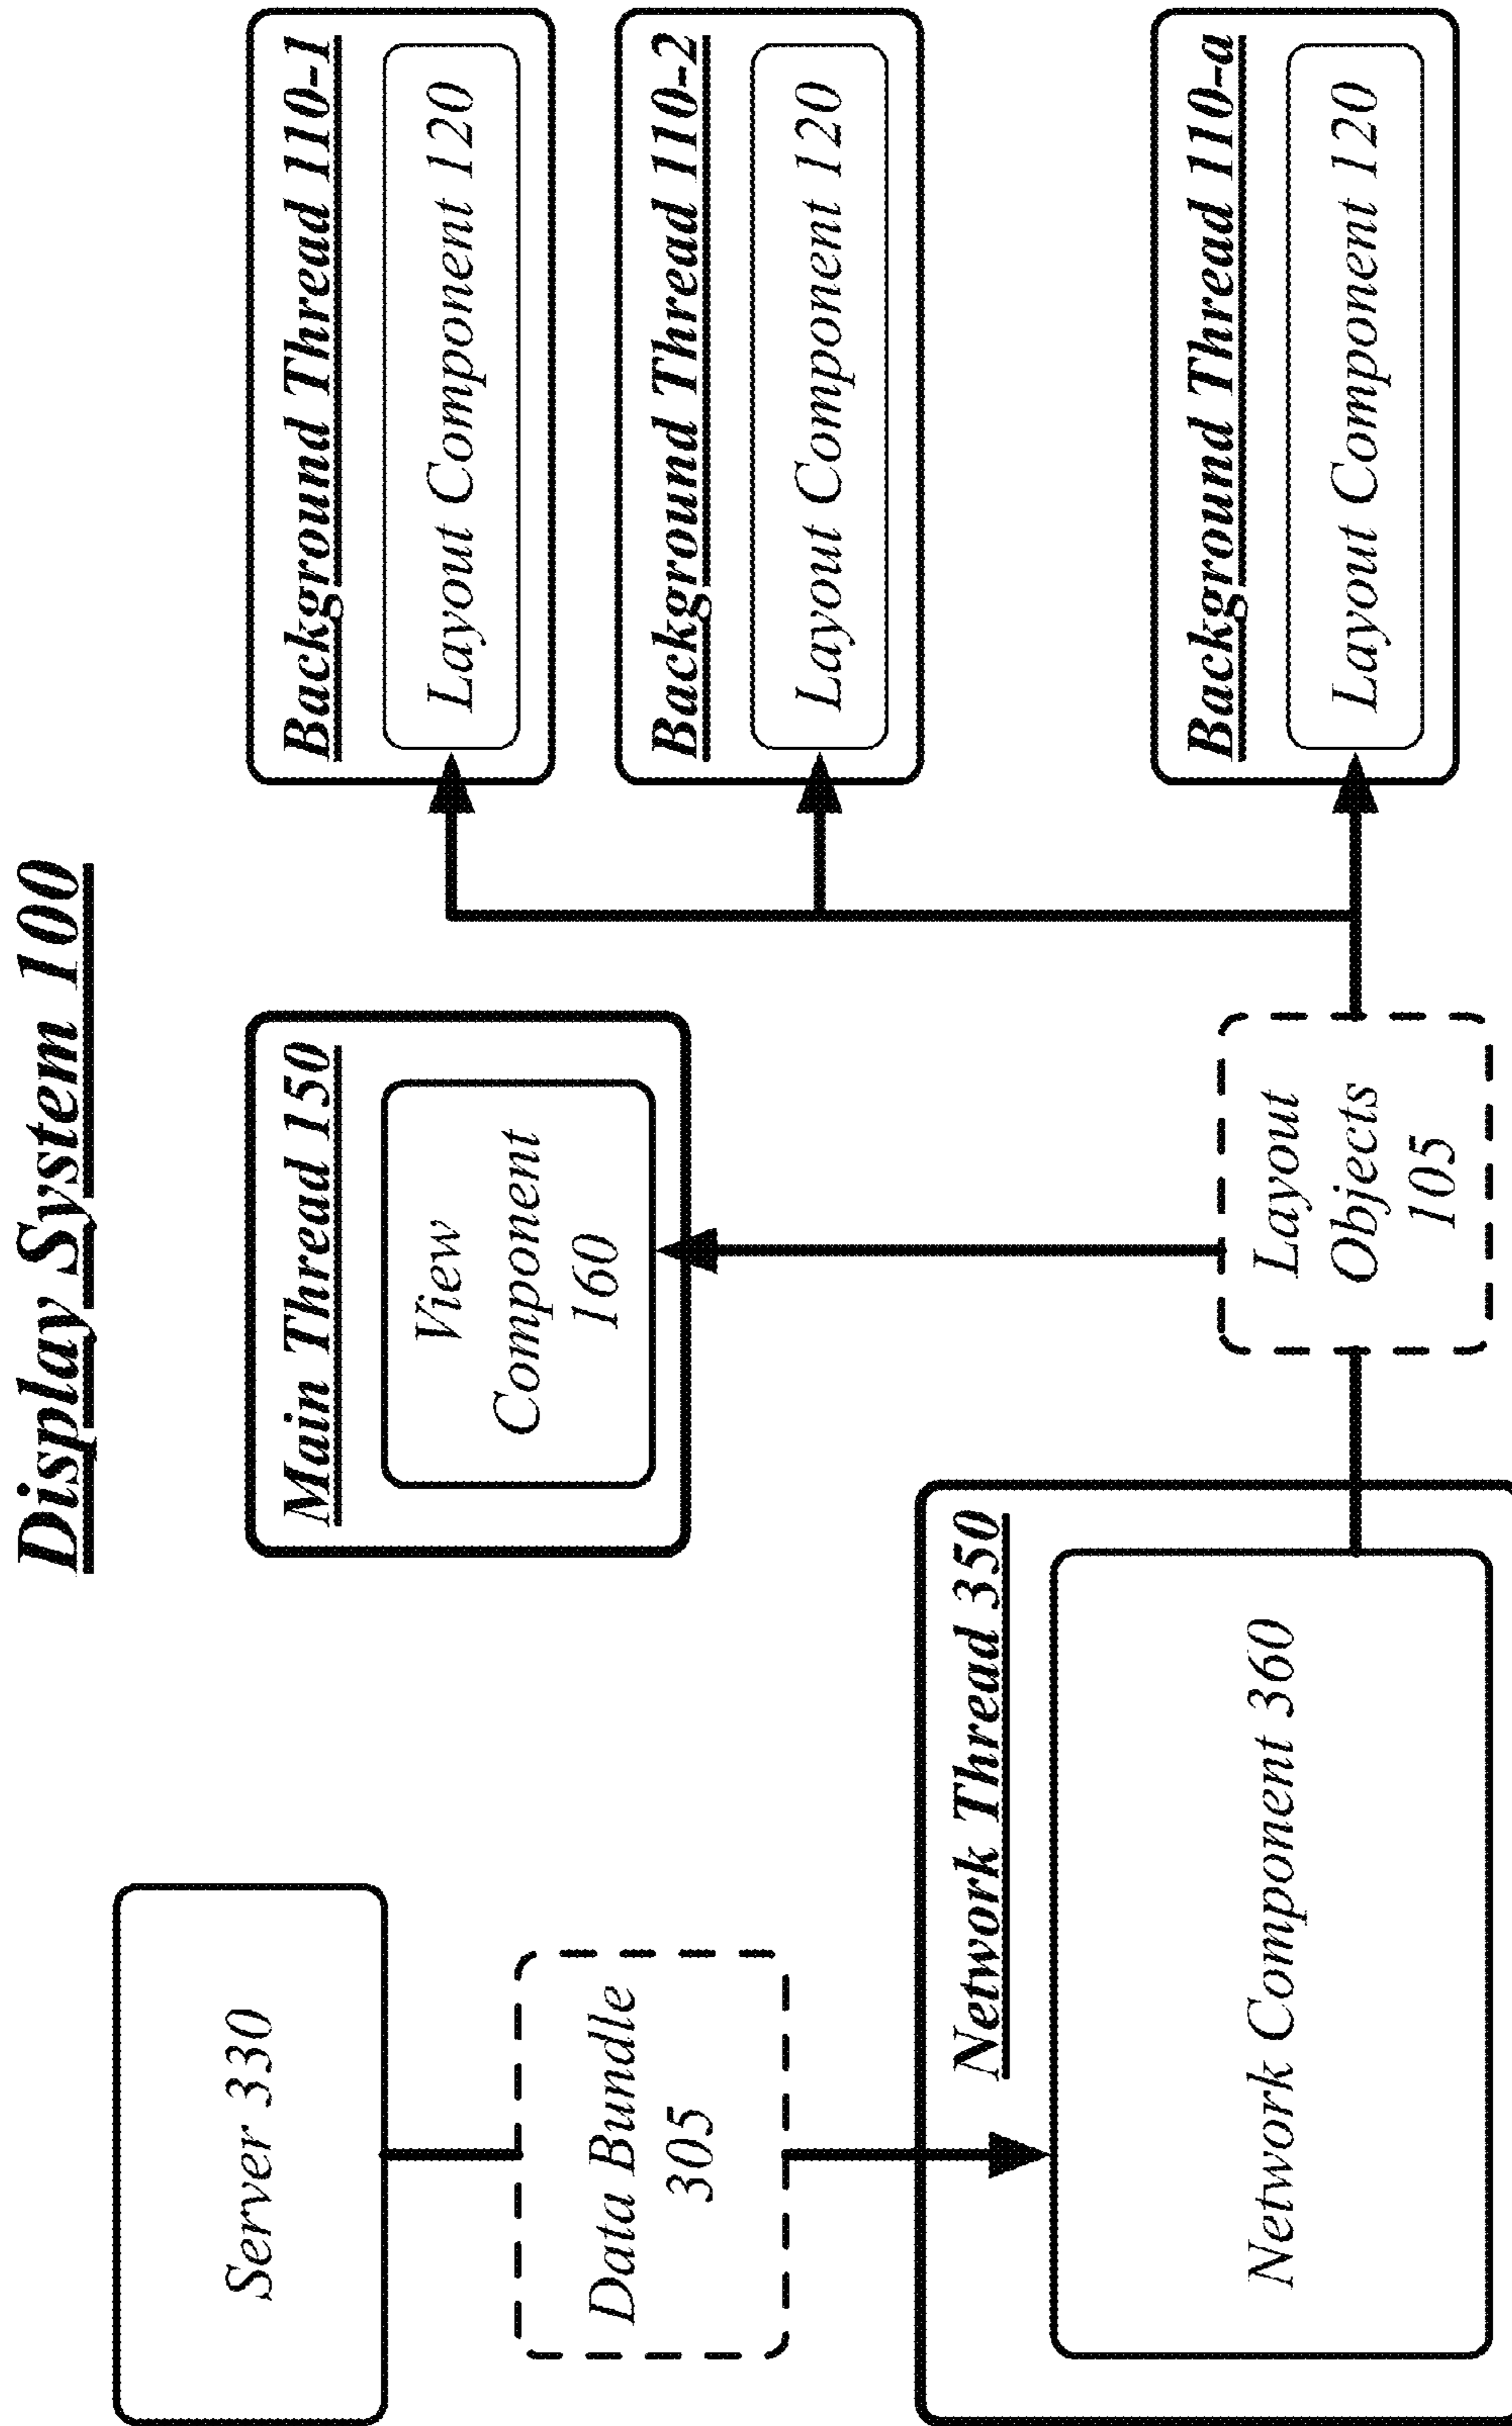 Display System 100
Server 330
Data Bundle
305
Network Thread 350
Network Component 360
Main Thread 150
View
Component
160
Layout
Objects
105
Background Thread 110-1
Layout Component 120
Background Thread 110-2
Layout Component 120
Background Thread 110-a
Layout Component 120